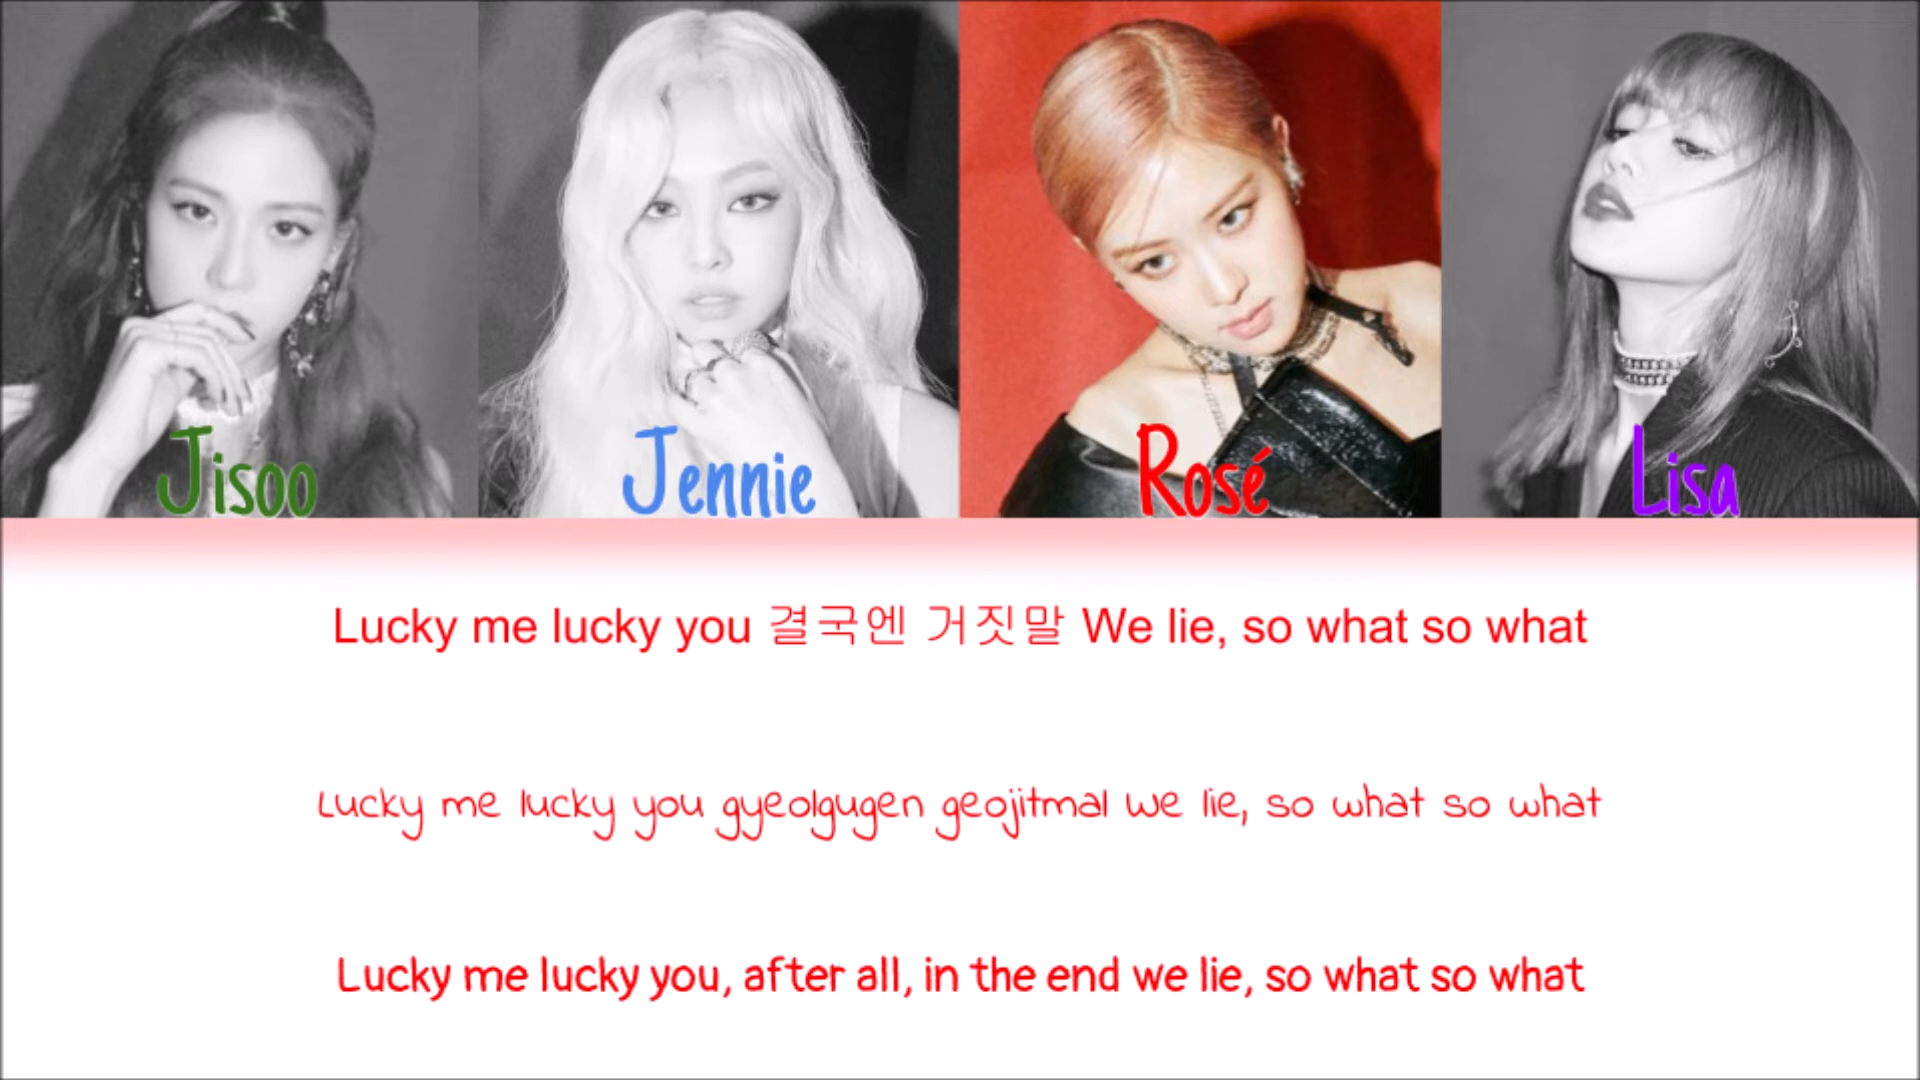 Jisoo
Jennie
Rosé
Lisa
Lucky me lucky you 결국엔 거짓말 We lie, so what so what
Lucky me lucky you gyeolgugen geojitmal We lie, so what so what
Lucky me lucky you, after all, in the end we lie, so what so what